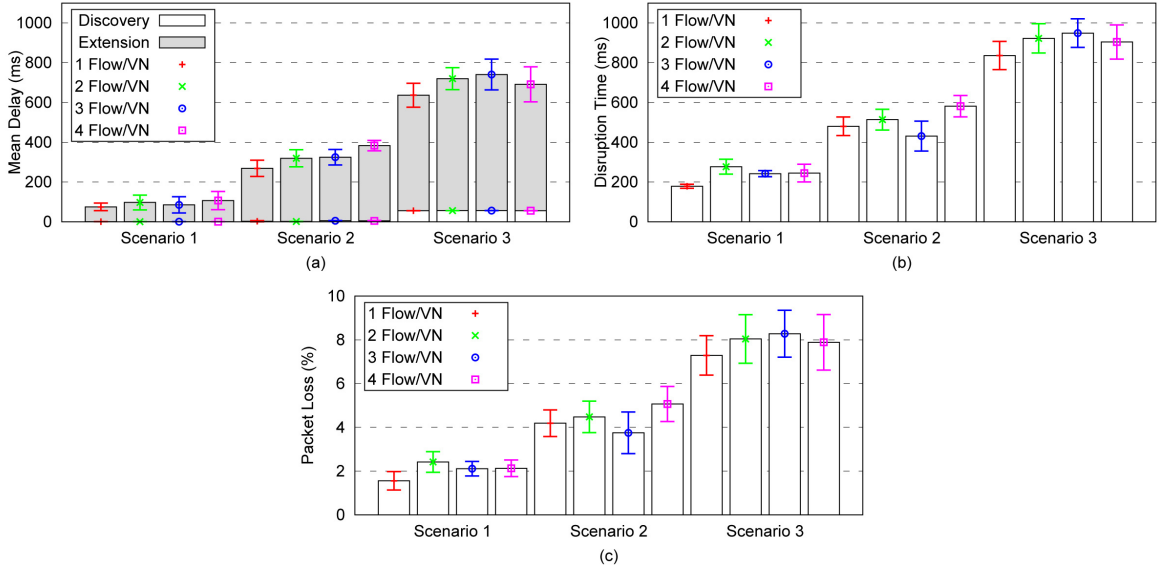 Mean Delay (ms)
1000
800
600
400
200
0
Discovery
Extension
1 Flow/VN
2 Flow/VN
3 Flow/VN
4 Flow/VN
Scenario 1 Scenario 2 Scenario 3
(a)
Disruption Time (ms)
1000
800
600
400
200
0
1 Flow/VN
2 Flow/VN
3 Flow/VN
4 Flow/VN
Scenario 1 Scenario 2 Scenario 3
(b)
Packet Loss (%)
10
8
6
4
2
0
1 Flow/VN
2 Flow/VN
3 Flow/VN
4 Flow/VN
Scenario 1 Scenario 2 Scenario 3
(c)